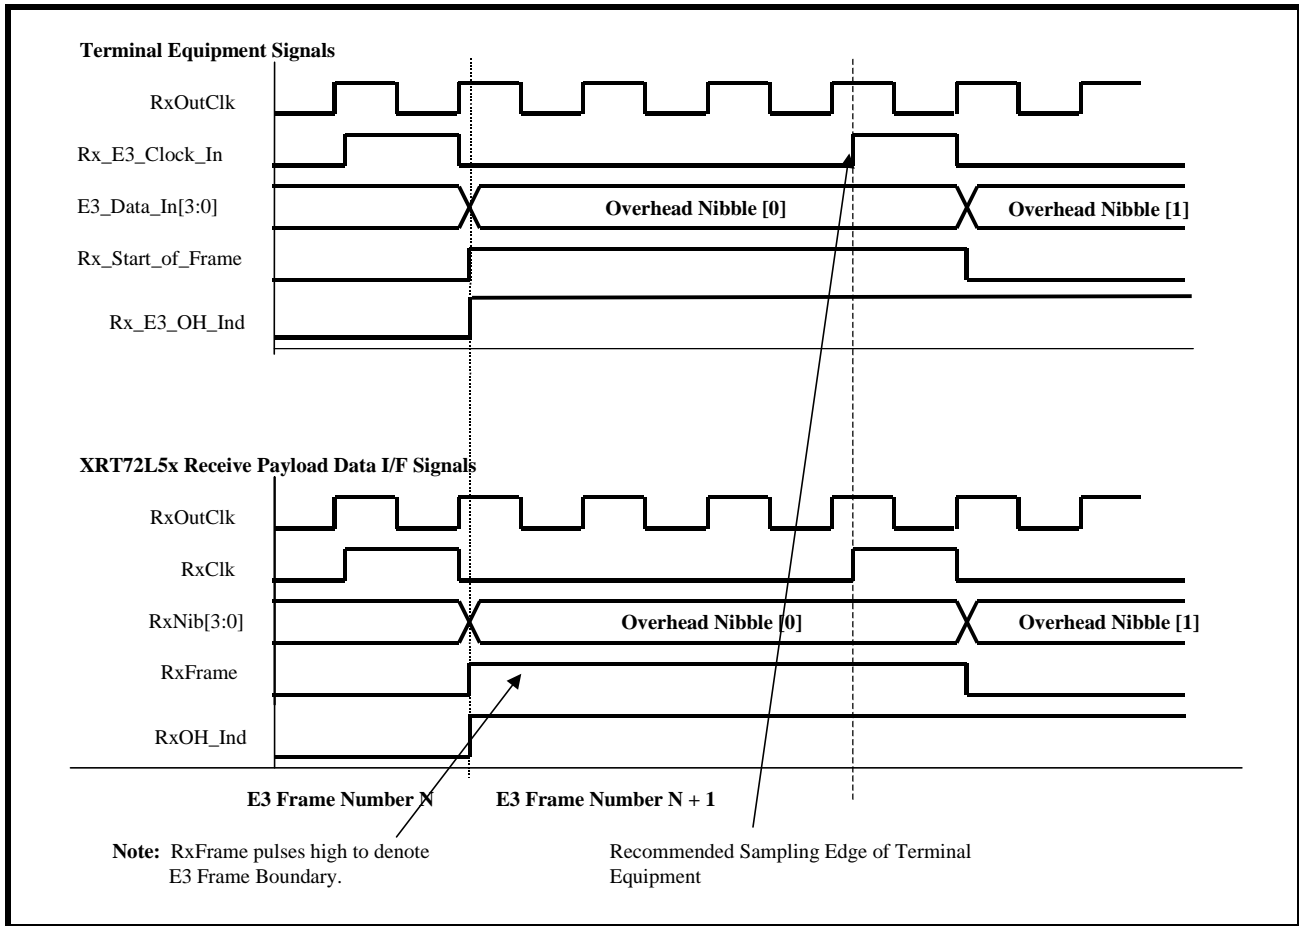 Terminal Equipment Signals
RxOutClk
Rx_E3_Clock_In
E3_Data_In[3:0]
Overhead Nibble [0]
Overhead Nibble [1]
Rx_Start_of_Frame
Rx_E3_OH_Ind
XRT72L5x Receive Payload Data I/F Signals
RxOutClk
RxClk
RxNib[3:0]
Overhead Nibble [0]
Overhead Nibble [1]
RxFrame
RxOH_Ind
E3 Frame Number N
E3 Frame Number N + 1
Note: RxFrame pulses high to denote
E3 Frame Boundary.
Recommended Sampling Edge of Terminal
Equipment